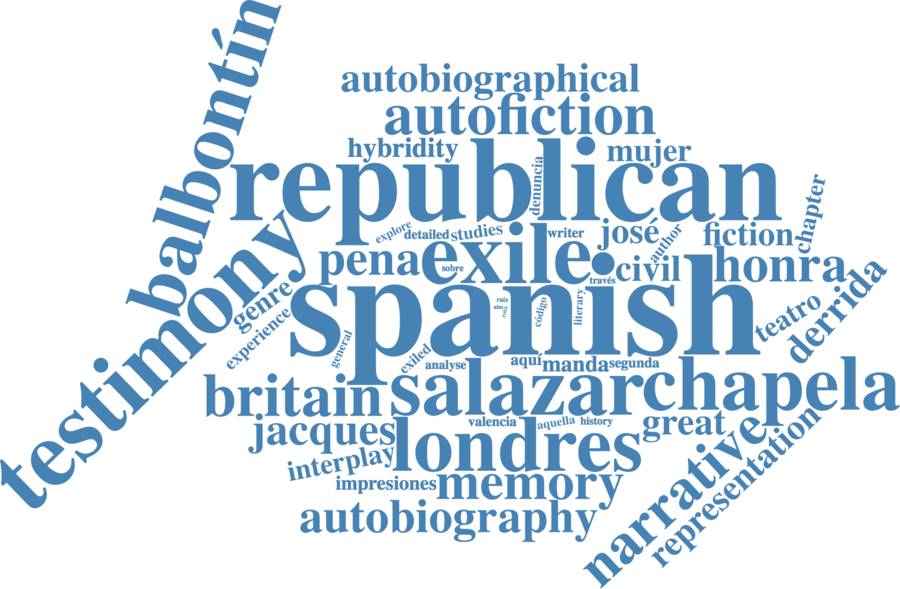 balbontín
autobiographical
autofiction
hybridity
mujer
republican
denuncia
chapter
explore
detailed
studies
writer
josé
author
fiction
testimony
pena
exile
civil
honra
sobre
través
genre
spanish
raíz
código
literary
teatro
derrida
experience
general
exiled
analyse
aquí
manda
segunda
britain
salazar
chapela
valencia
aquella
history
great
jacques
londres
interplay
narrative
representation
impresiones
memory
autobiography